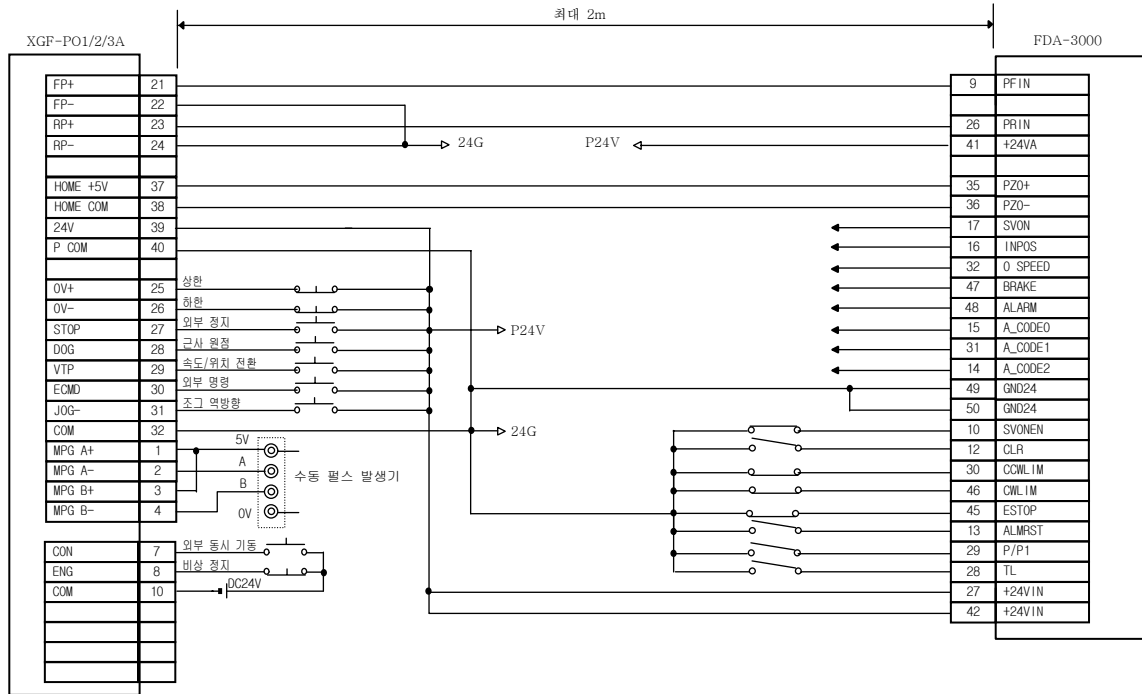 최대 2m
XGF-PO1/2/3A
FDA-3000
FP+ 21
FP- 22
RP+ 23
RP- 24
HOME +5V 37
HOME COM 38
24V 39
P COM 40
OV+ 25 상한
OV- 26 하한
STOP 27 외부 정지
DOG 28 근사 원점
VTP 29 속도/위치 전환
ECMD 30 외부 명령
JOG- 31 조그 역방향
COM 32
MPG A+ 1
MPG A- 2
MPG B+ 3
MPG B- 4
5V
A
B
0V
수동 펄스 발생기
CON 7 외부 동시 기동
ENG 8 비상 정지
COM 10 DC24V
24G
P24V
P24V
24G
9 PFIN
26 PRIN
41 +24VA
35 PZO+
36 PZO-
17 SVON
16 INPOS
32 O SPEED
47 BRAKE
48 ALARM
15 A_CODE0
31 A_CODE1
14 A_CODE2
49 GND24
50 GND24
10 SVONEN
12 CLR
30 CCWLIM
46 CWLIM
45 ESTOP
13 ALMRST
29 P/P1
28 TL
27 +24VIN
42 +24VIN